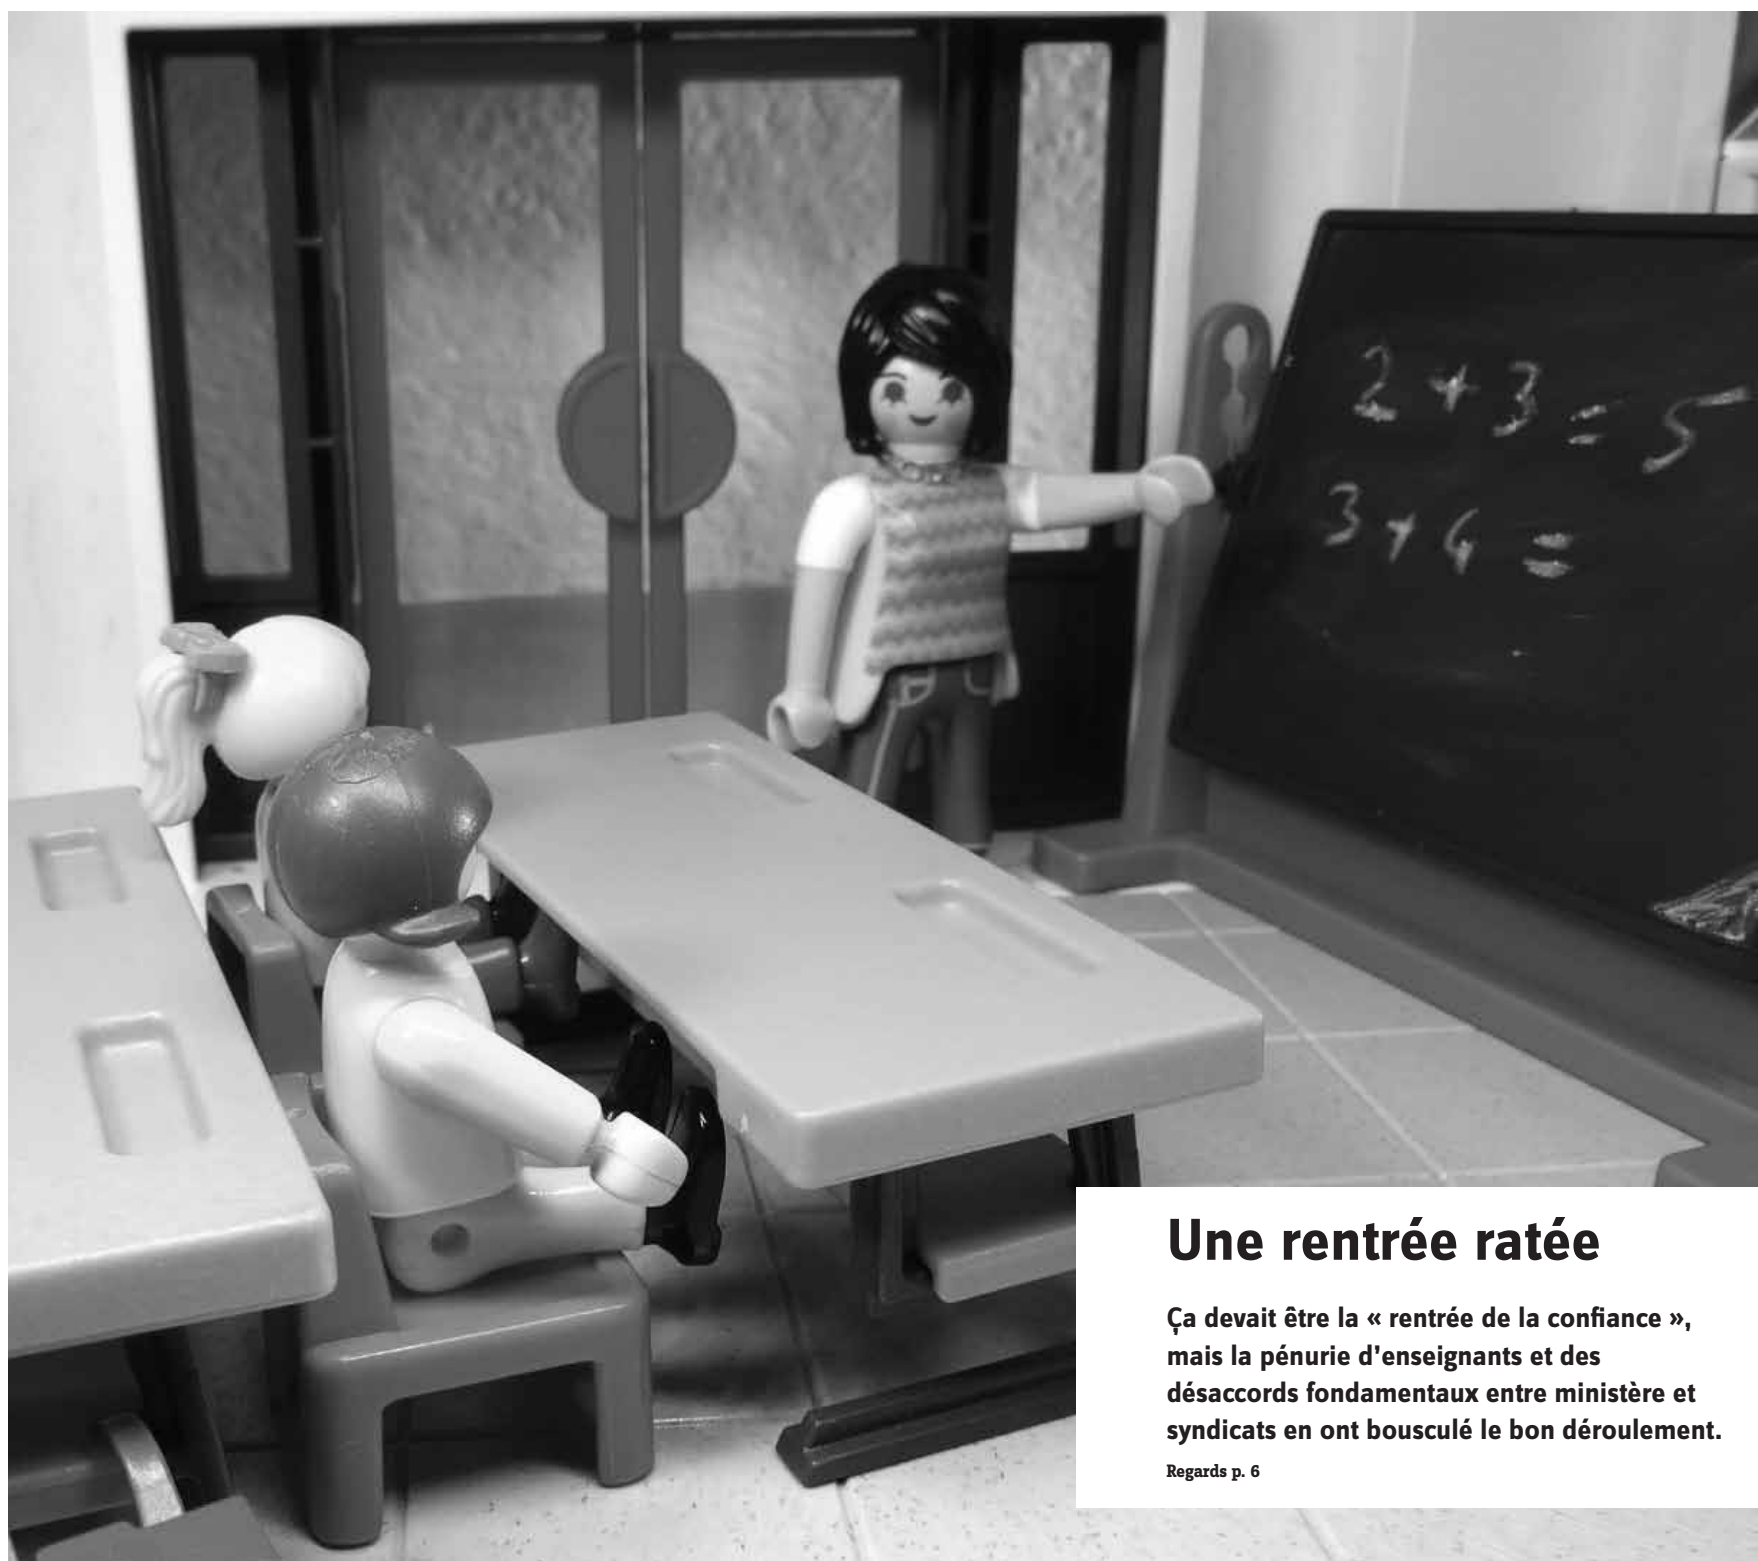 2 + 3 = 5
3 + 4 =
Une rentrée ratée
Ça devait être la « rentrée de la confiance »,
mais la pénurie d'enseignants et des
désaccords fondamentaux entre ministère et
syndicats en ont bousculé le bon déroulement.
Regards p. 6